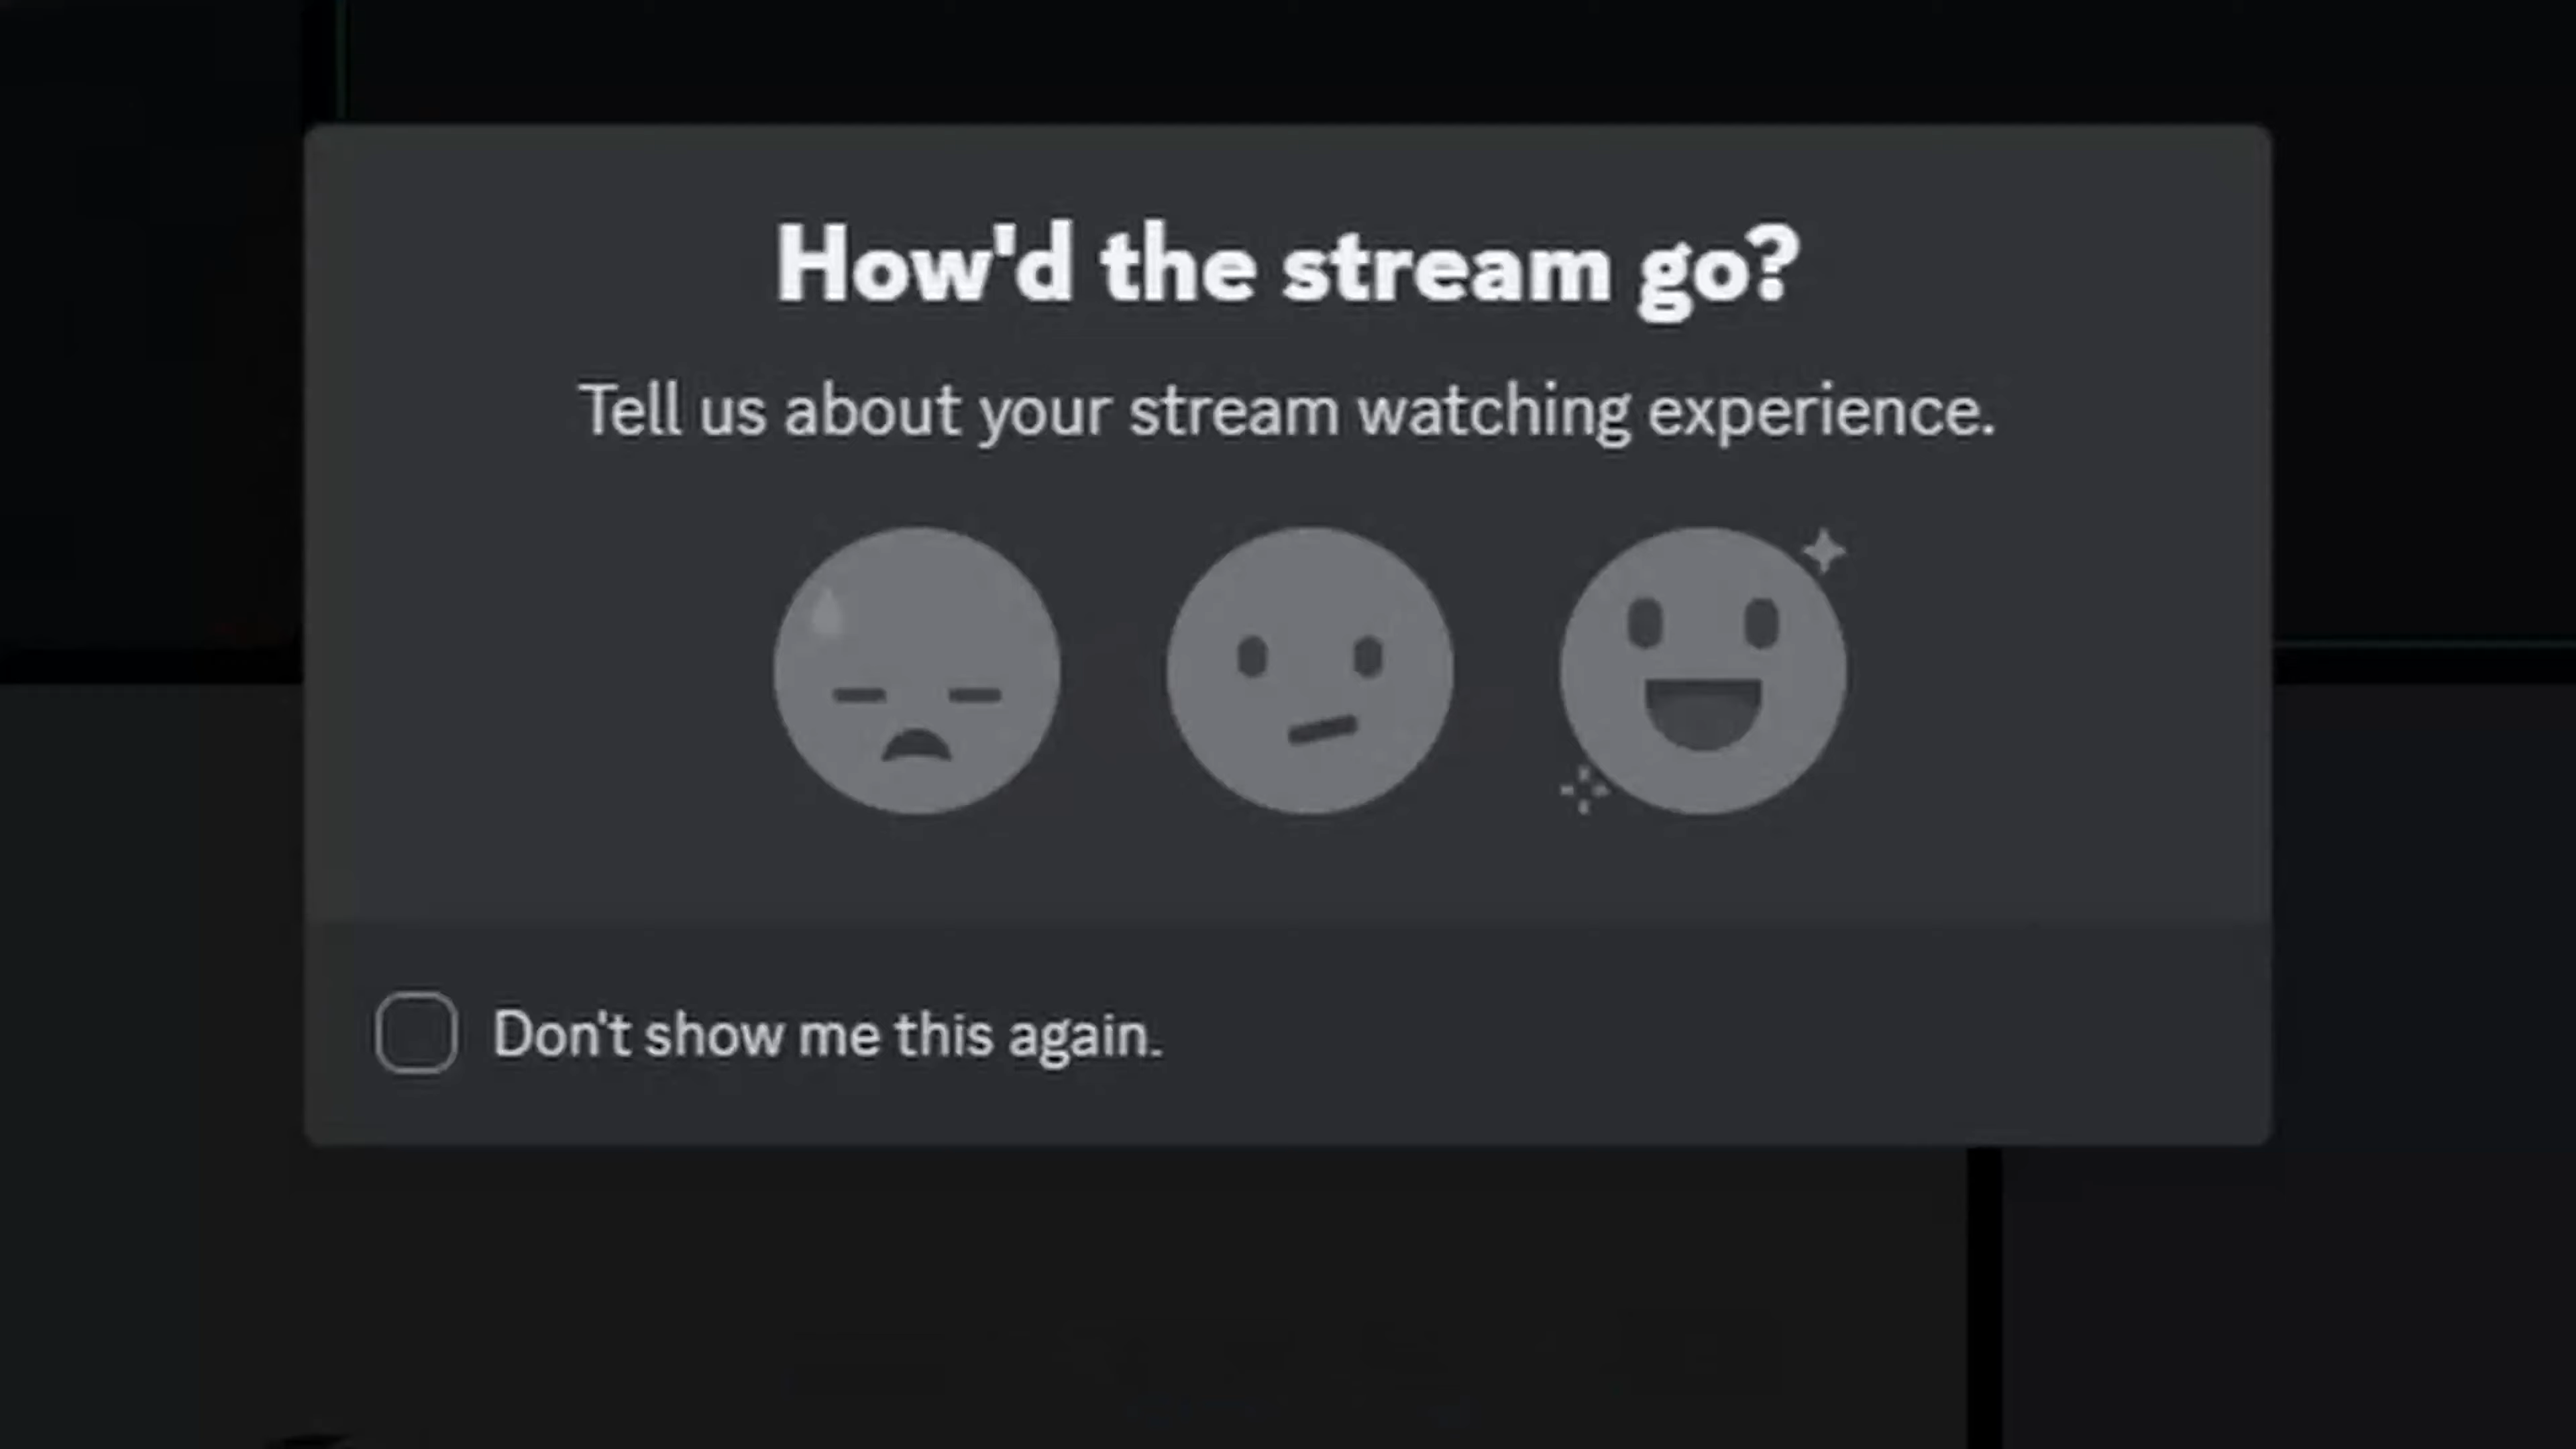 How'd the stream go?
Tell us about your stream watching experience.
Don't show me this again.